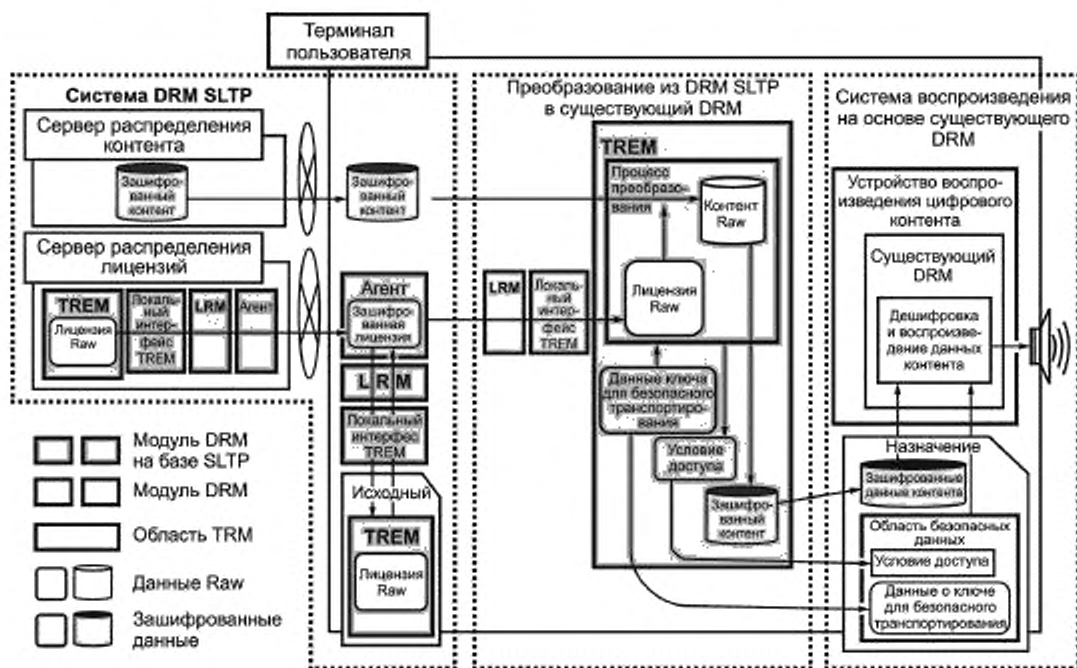 Терминал
пользователя
Система DRM SLTP
Сервер распределения
контента
Зашифро-
ванный
контент
Зашифро-
ванный
контент
Сервер распределения
лицензий
TREM
Лицензия
Raw
Локаль-
ный
интер-
фейс
TREM
LRM
Агент
Агент
Зашифро-
ванная
лицензия
LRM
Локальный
интерфейс
TREM
Исходный
TREM
Лицензия
Raw
Модуль DRM
на базе SLTP
Модуль DRM
Область TRM
Данные Raw
Зашифрованные
данные
Преобразование из DRM SLTP
в существующий DRM
LRM
Локаль-
ный
интер-
фейс
TREM
TREM
Процесс
преобразо-
вания
Контент
Raw
Лицензия
Raw
Данные ключа
для безопасного
транспортиро-
вания
Условие
доступа
Зашифро-
ванный
контент
Система воспроизведения
на основе существующего
DRM
Устройство воспро-
изведения цифрового
контента
Существующий
DRM
Дешифровка
и воспроизве-
дение данных
контента
Назначение
Зашифрованные
данные контента
Область безопасных
данных
Условие доступа
Данные о ключе
для безопасного
транспортирования